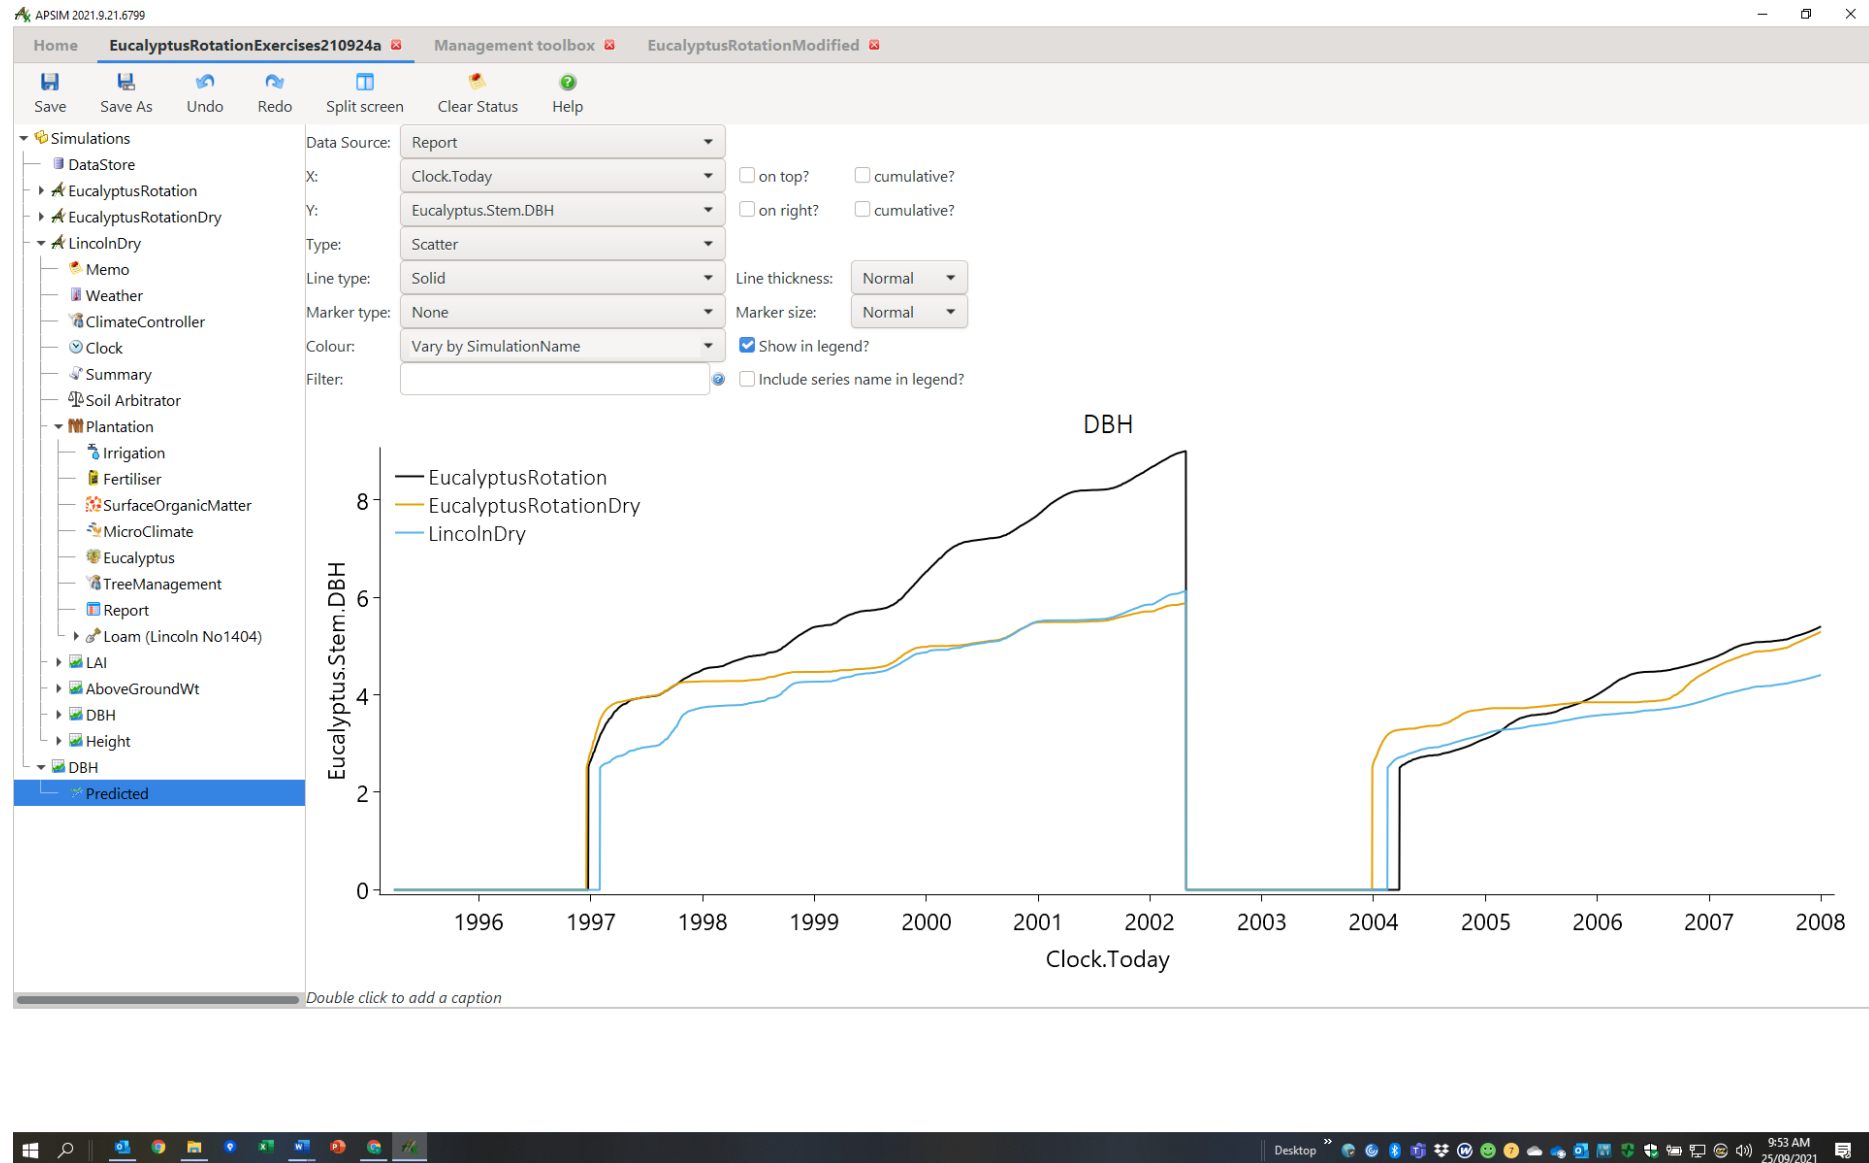 APSIM 2021.9.21.6799
Home EucalyptusRotationExercises210924a Management toolbox EucalyptusRotationModified
Save Save As Undo Redo Split screen Clear Status Help
Simulations
DataStore
EucalyptusRotation
EucalyptusRotationDry
LincolnDry
Memo
Weather
ClimateController
Clock
Summary
Soil Arbitrator
Plantation
Irrigation
Fertiliser
SurfaceOrganicMatter
MicroClimate
Eucalyptus
TreeManagement
Report
Loam (Lincoln No1404)
LAI
AboveGroundWt
DBH
Height
DBH
Predicted
Data Source: Report
X: Clock.Today on top? cumulative?
Y: Eucalyptus.Stem.DBH on right? cumulative?
Type: Scatter
Line type: Solid Line thickness: Normal
Marker type: None Marker size: Normal
Colour: Vary by SimulationName Show in legend?
Filter: Include series name in legend?
DBH
EucalyptusRotation
EucalyptusRotationDry
LincolnDry
Eucalyptus.Stem.DBH
8
6
4
2
0
1996 1997 1998 1999 2000 2001 2002 2003 2004 2005 2006 2007 2008
Clock.Today
Double click to add a caption
Desktop
9:53 AM
25/09/2021